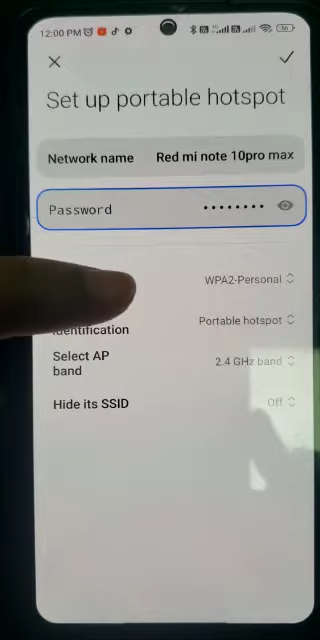 12:00 PM
Set up portable hotspot
Network name Red mi note 10pro max
Password ••••••••
WPA2-Personal
Portable hotspot
identification
Select AP 2.4 GHz band
band
Hide its SSID Off